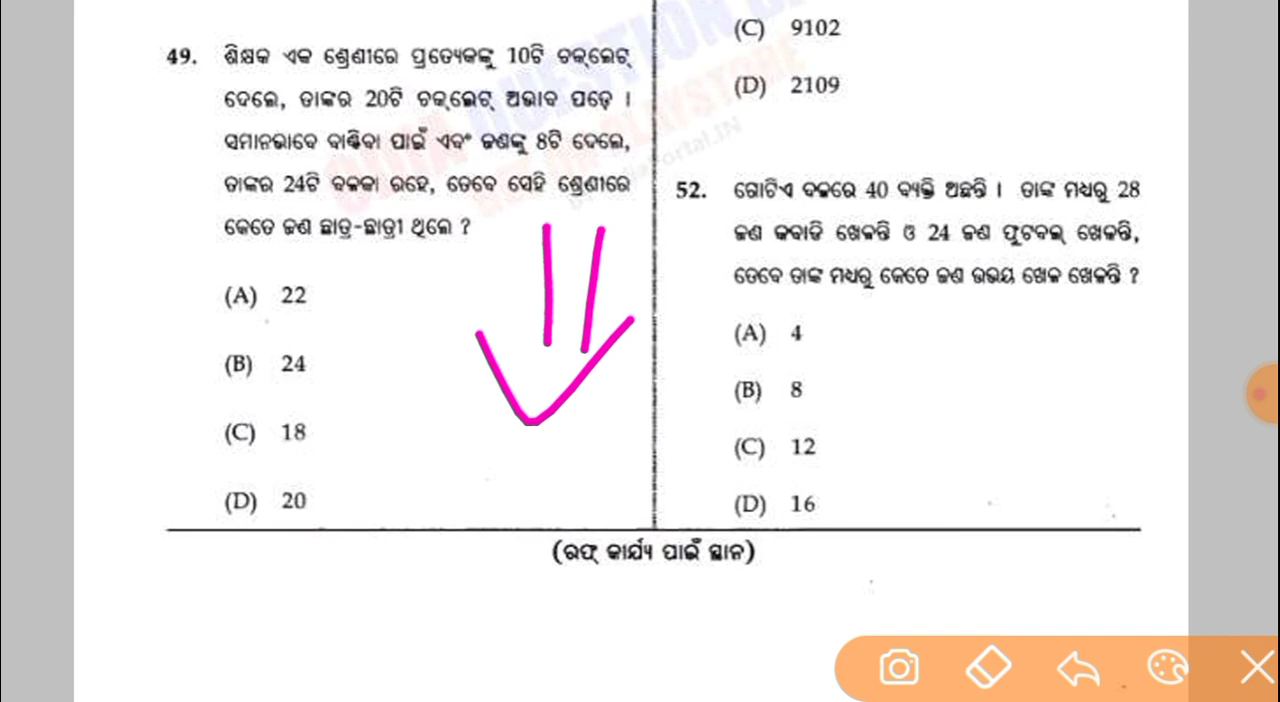 49. ଶିକ୍ଷକ ଏକ ଶ୍ରେଣୀରେ ପ୍ରତ୍ୟେକଙ୍କୁ 10ଟି ଚକ୍‌ଲେଟ୍
ଦେଲେ, ତାଙ୍କର 20ଟି ଚକ୍‌ଲେଟ୍ ଅଭାବ ପଡ଼େ ।
ସମାନଭାବେ ବାଣ୍ଟିବା ପାଇଁ ଏବଂ ଜଣଙ୍କୁ 8ଟି ଦେଲେ,
ତାଙ୍କର 24ଟି ବଳକା ରହେ, ତେବେ ସେହି ଶ୍ରେଣୀରେ
କେତେ ଜଣ ଛାତ୍ର-ଛାତ୍ରୀ ଥିଲେ ?
(A) 22
(B) 24
(C) 18
(D) 20
(C) 9102
(D) 2109
52. ଗୋଟିଏ ଦଳରେ 40 ବ୍ୟକ୍ତି ଅଛନ୍ତି । ତାଙ୍କ ମଧ୍ୟରୁ 28
ଜଣ କବାଡି ଖେଳନ୍ତି ଓ 24 ଜଣ ଫୁଟବଲ୍ ଖେଳନ୍ତି,
ତେବେ ତାଙ୍କ ମଧ୍ୟରୁ କେତେ ଜଣ ଉଭୟ ଖେଳ ଖେଳନ୍ତି ?
(A) 4
(B) 8
(C) 12
(D) 16
(ରଫ୍ କାର୍ଯ୍ୟ ପାଇଁ ସ୍ଥାନ)